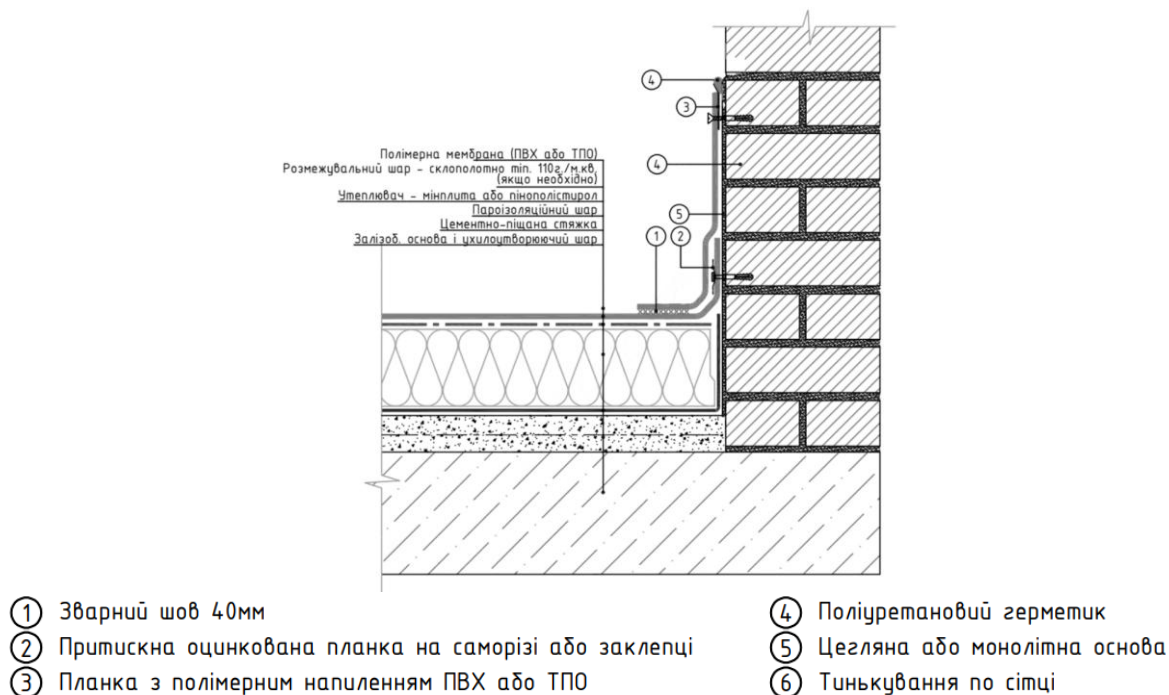 4
3
Полімерна мембрана (ПВХ або ТПО)
Розмежувальний шар - склополотно min. 110г./м.кв.
(якщо необхідно)
Утеплювач - мінплита або пінополістирол
Пароізоляційний шар
Цементно-піщана стяжка
Залізоб. основа і ухилоутворюючий шар
4
5
1 2
1 Зварний шов 40мм
2 Притискна оцинкована планка на саморізі або заклепці
3 Планка з полімерним напиленням ПВХ або ТПО
4 Поліуретановий герметик
5 Цегляна або монолітна основа
6 Тинькування по сітці